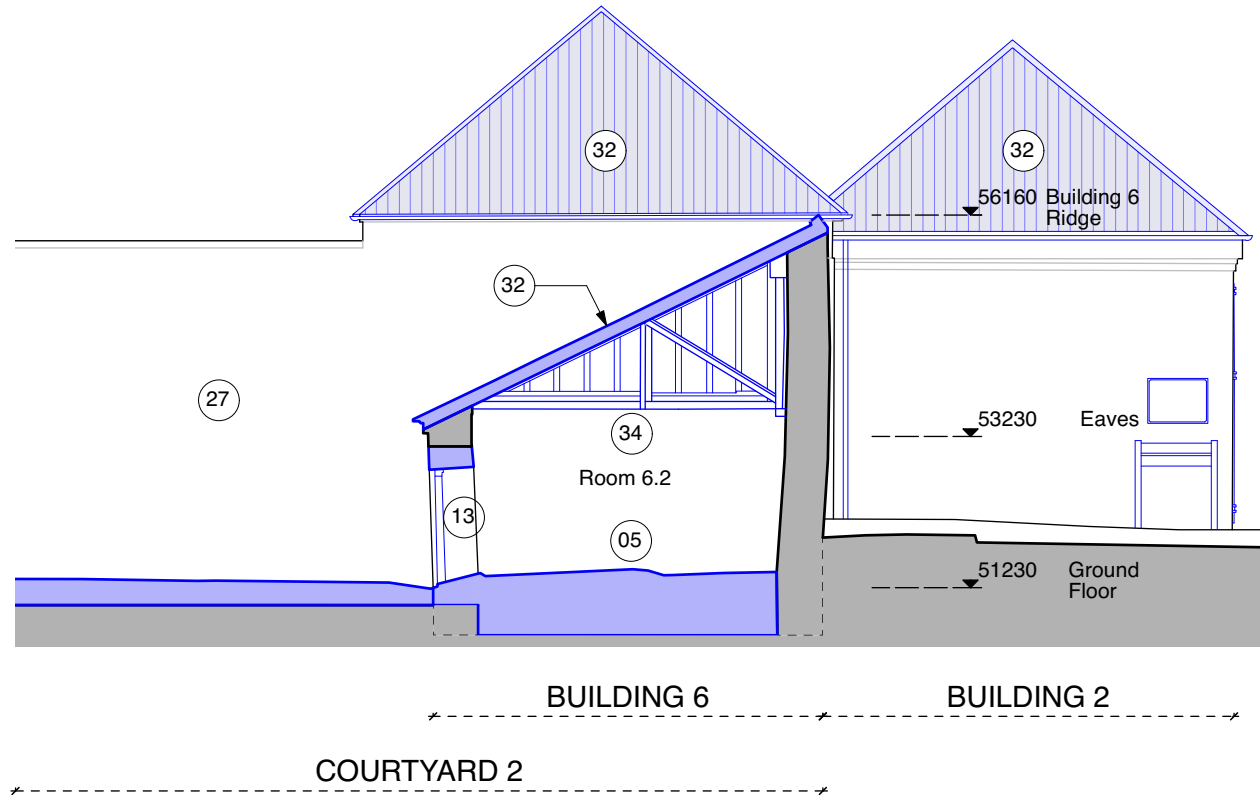 32
32
56160 Building 6
Ridge
32
27
53230 Eaves
34
Room 6.2
13
05
51230 Ground
Floor
BUILDING 6
BUILDING 2
COURTYARD 2